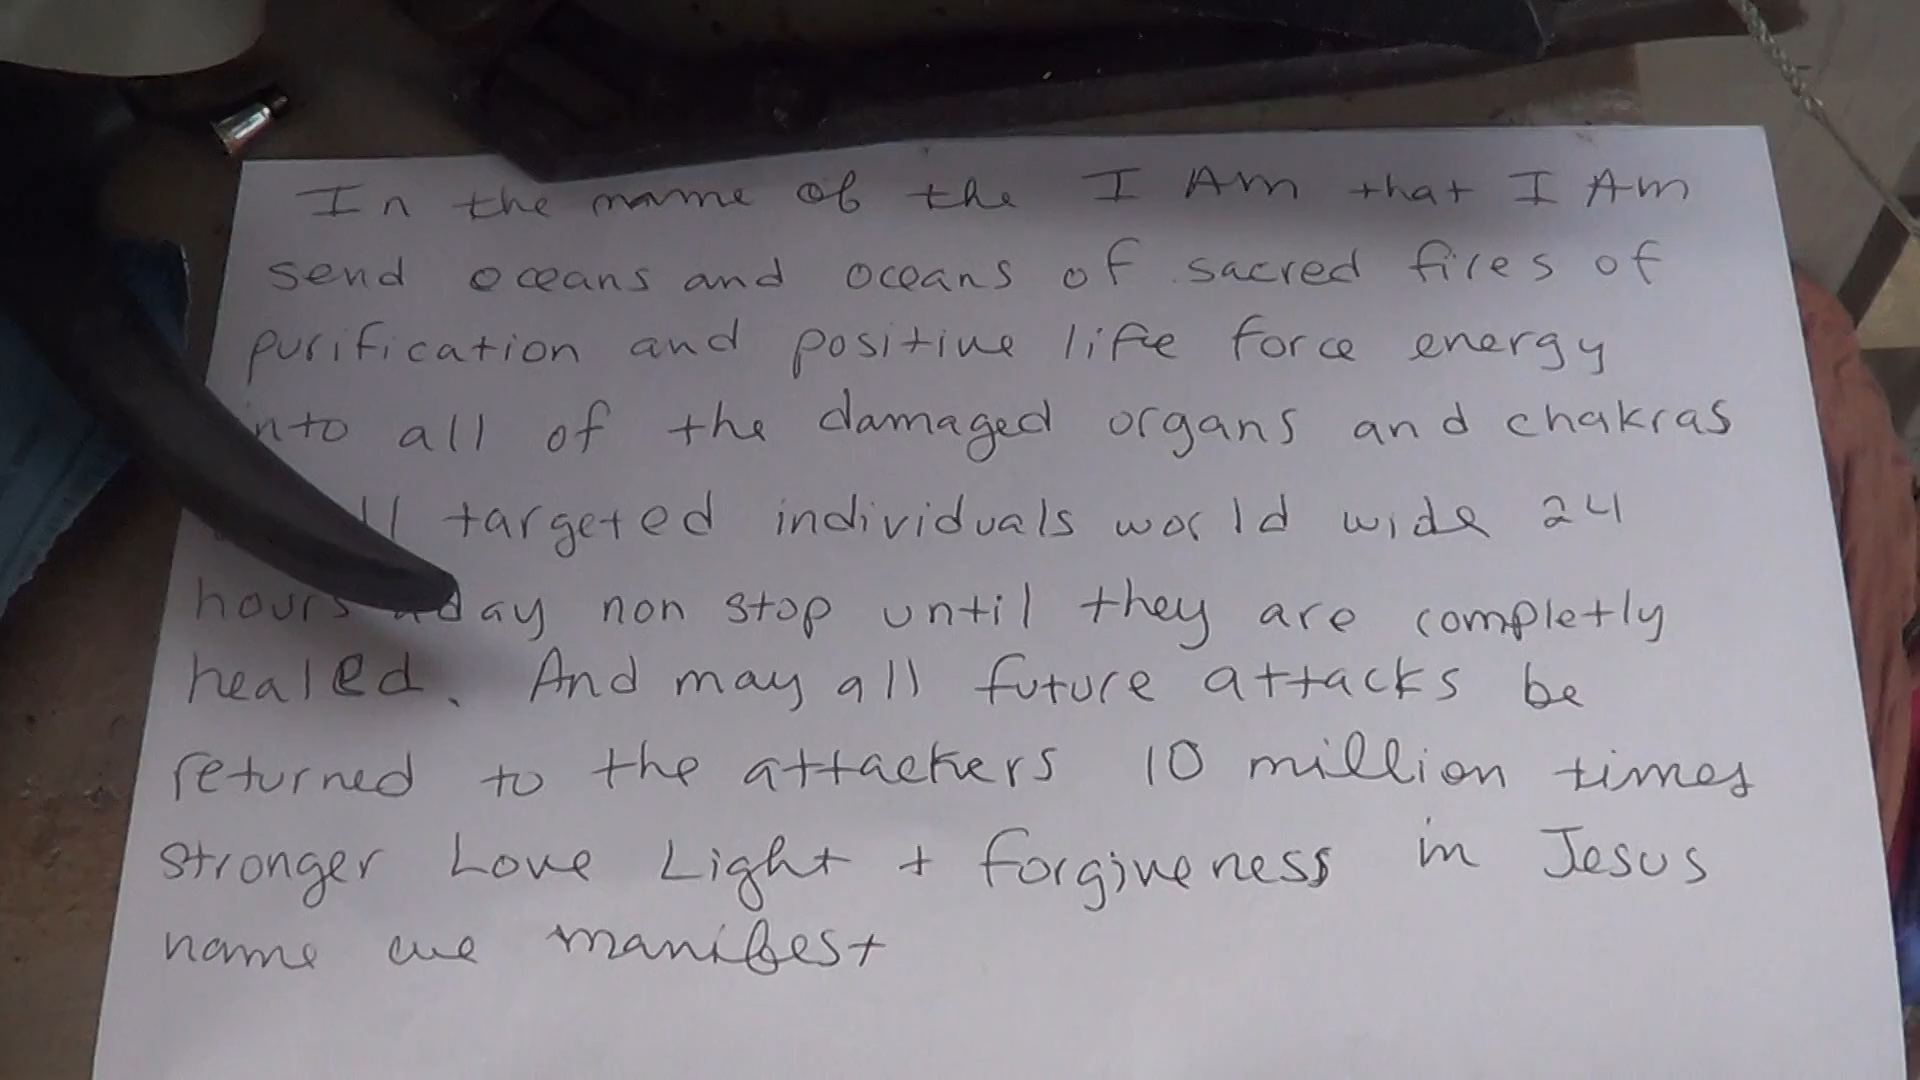 In the name of the I Am that I Am
send oceans and oceans of sacred fires of
purification and positive life force energy
into all of the damaged organs and chakras
all targeted individuals world wide 24
hours aday non stop until they are completly
healed. And may all future attacks be
returned to the attackers 10 million times
stronger Love Light + forgiveness in Jesus
name we manifest